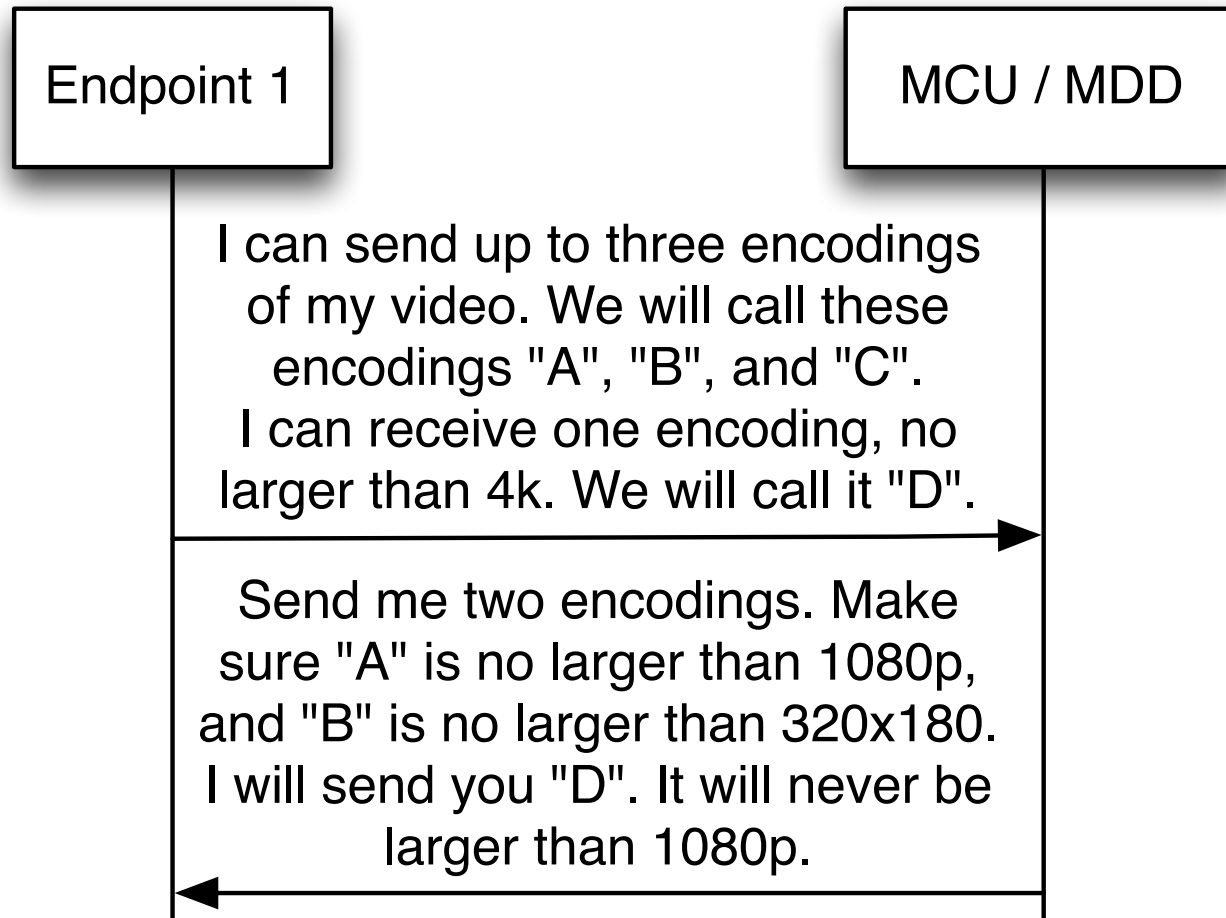 Endpoint 1
MCU / MDD
I can send up to three encodings
of my video. We will call these
encodings "A", "B", and "C".
I can receive one encoding, no
larger than 4k. We will call it "D".
Send me two encodings. Make
sure "A" is no larger than 1080p,
and "B" is no larger than 320x180.
I will send you "D". It will never be
larger than 1080p.